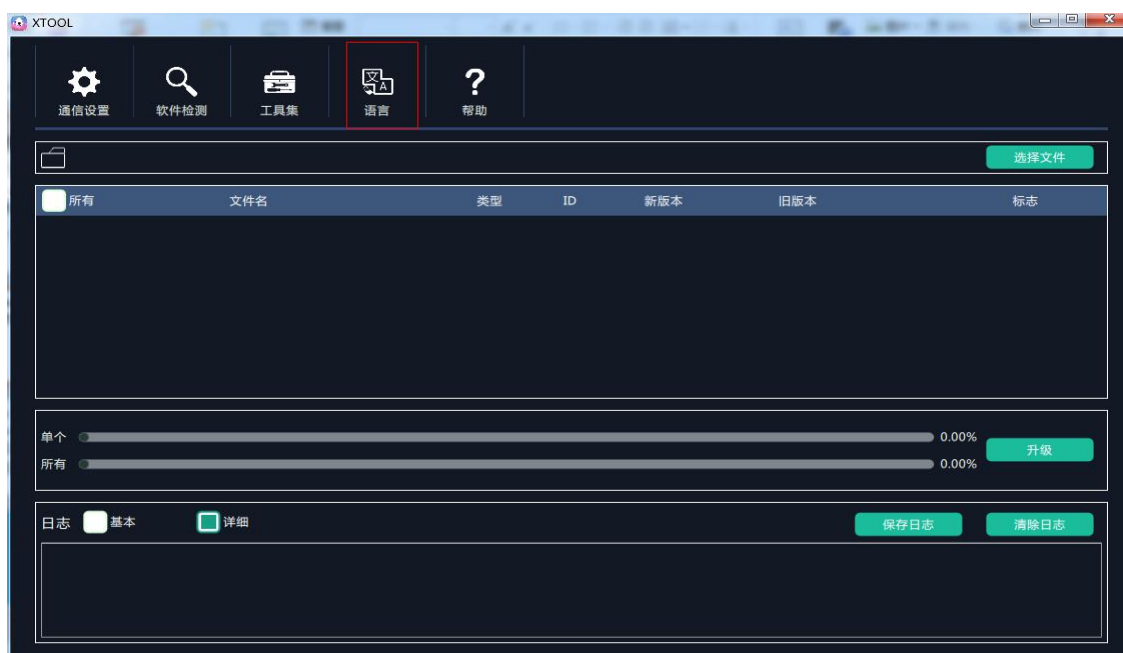 XTOOL
通信设置 软件检测 工具集 语言 帮助
选择文件
所有 文件名 类型 ID 新版本 旧版本 标志
单个 0.00%
升级
所有 0.00%
日志 基本 详细 保存日志 清除日志